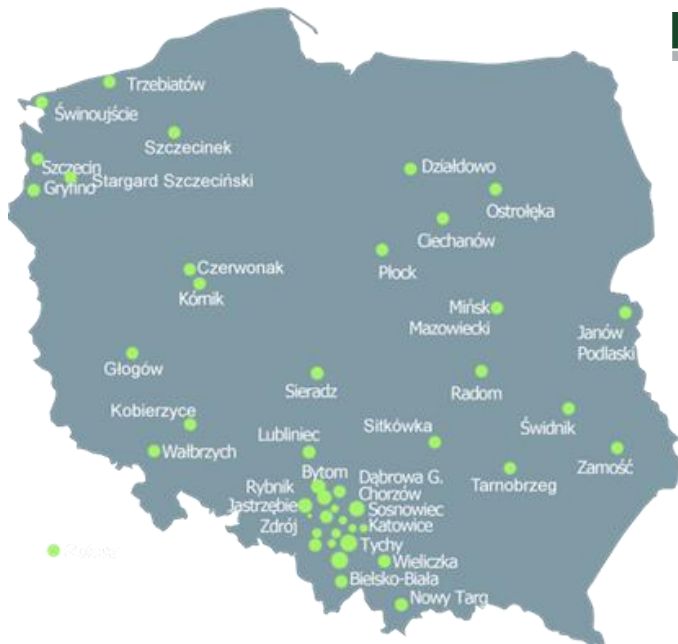 Trzebiatów
Świnoujście
Szczecinek
Szczecin
Stargard Szczeciński
Gryfino
Działdowo
Ostrołęka
Ciechanów
Płock
Czerwonak
Kórnik
Mińsk
Mazowiecki
Janów
Podlaski
Głogów
Sieradz
Radom
Kobierzyce
Świdnik
Lubliniec
Sitkówka
Wałbrzych
Zamość
Tarnobrzeg
Bytom
Dąbrowa G.
Rybnik
Chorzów
Jastrzębie
Zdrój
Sosnowiec
Katowice
Tychy
Wieliczka
Bielsko-Biała
Nowy Targ